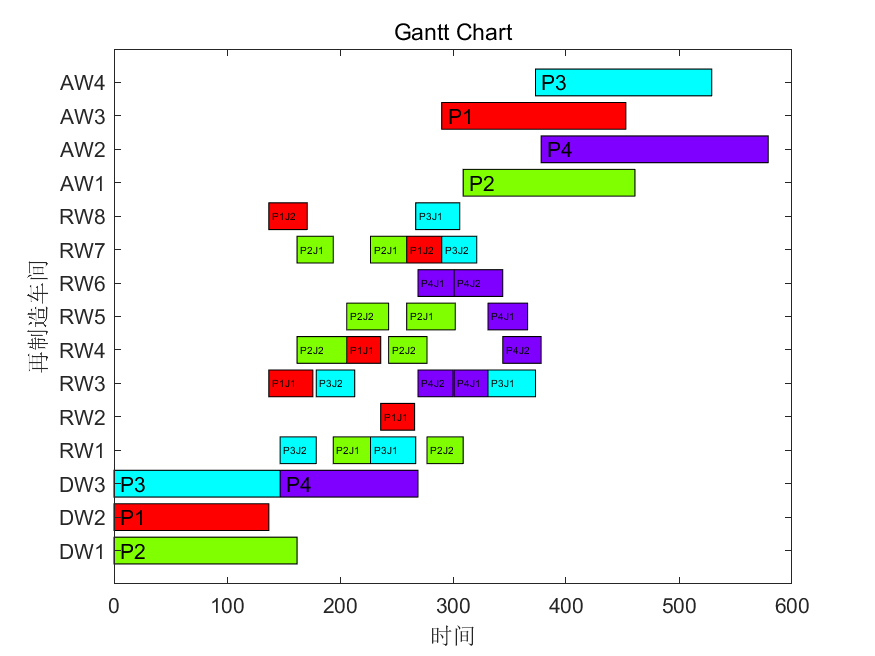 Gantt Chart
AW4 P3
AW3 P1
AW2 P4
AW1 P2
RW8 P1J2 P3J1
RW7 P2J1 P2J1 P1J2 P3J2
RW6 P4J1 P4J2
RW5 P2J2 P2J1 P4J1
RW4 P2J2 P1J1 P2J2 P4J2
RW3 P1J1 P3J2 P4J2 P4J1 P3J1
RW2 P1J1
RW1 P3J2 P2J1 P3J1 P2J2
DW3 P3 P4
DW2 P1
DW1 P2
0 100 200 300 400 500 600
时间
再制造车间